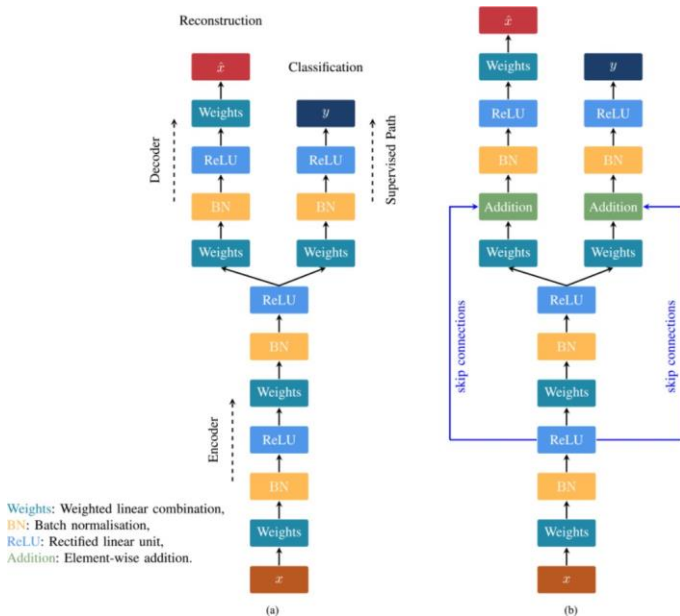 Reconstruction
x̂
x̂
Classification
Weights
y
Weights
y
Weights
ReLU
ReLU
Decoder
ReLU
ReLU
BN
BN
Supervised Path
BN
BN
Addition
Addition
Weights
Weights
Weights
Weights
ReLU
ReLU
skip connections
skip connections
BN
BN
Weights
Weights
Encoder
ReLU
ReLU
BN
BN
Weights: Weighted linear combination,
BN: Batch normalisation,
ReLU: Rectified linear unit,
Addition: Element-wise addition.
Weights
Weights
x
x
(a)
(b)